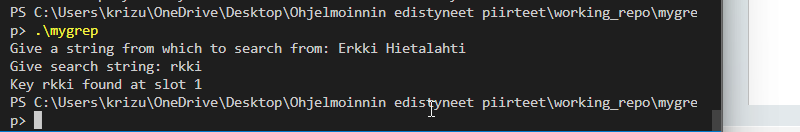 PS C:\Users\krizu\OneDrive\Desktop\Ohjelmoinnin edistyneet piirteet\working_repo\mygre
p> .\mygrep
Give a string from which to search from: Erkki Hietalahti
Give search string: rkki
Key rkki found at slot 1
PS C:\Users\krizu\OneDrive\Desktop\Ohjelmoinnin edistyneet piirteet\working_repo\mygre
p>